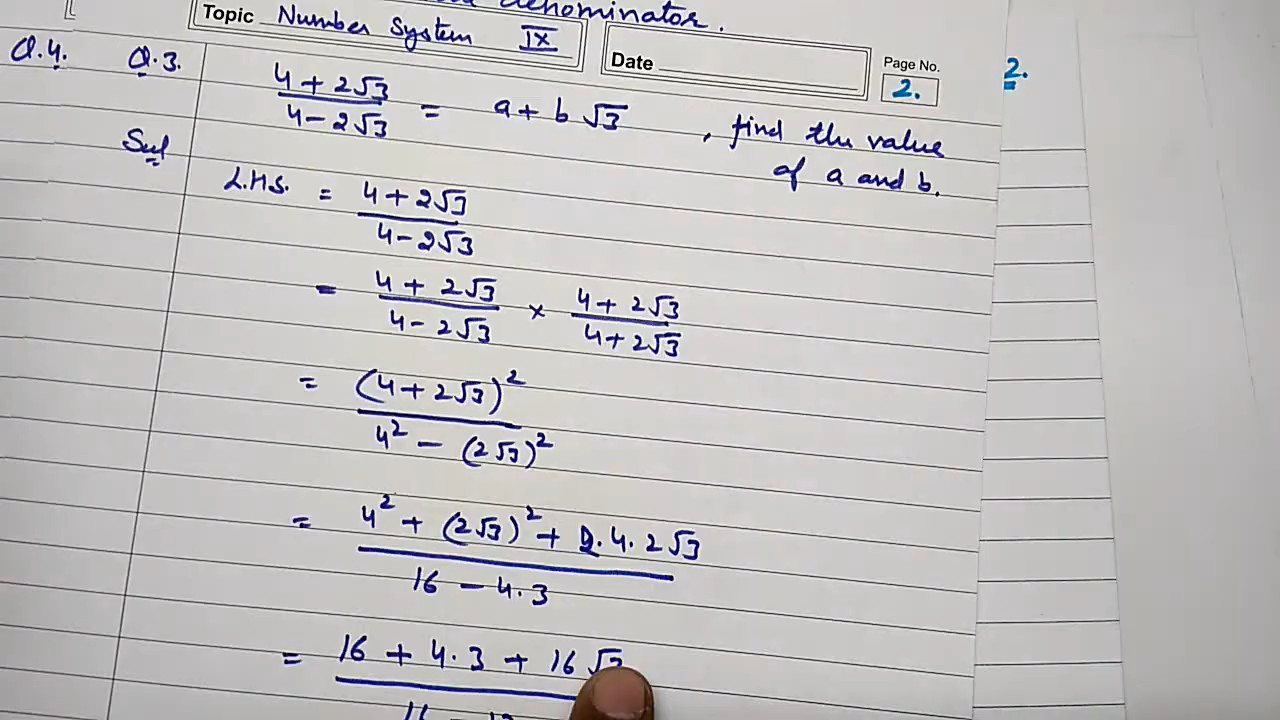 denominator.
Topic Number System IX
Date
Page No.
2.
2.
Q.4. Q.3. 4 + 2√3 / 4 - 2√3 = a + b√3 , find the value
of a and b.
Sol
L.H.S. = 4 + 2√3 / 4 - 2√3
= 4 + 2√3 / 4 - 2√3 × 4 + 2√3 / 4 + 2√3
= (4 + 2√3)² / 4² - (2√3)²
= 4² + (2√3)² + 2.4.2√3 / 16 - 4.3
= 16 + 4.3 + 16√3